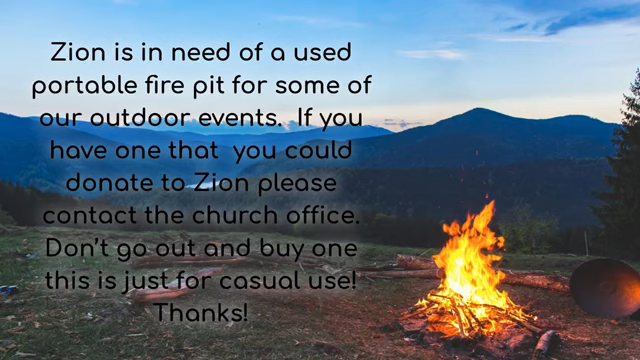 Zion is in need of a used
portable fire pit for some of
our outdoor events.  If you
have one that  you could
donate to Zion please
contact the church office.
Don't go out and buy one
this is just for casual use!
Thanks!